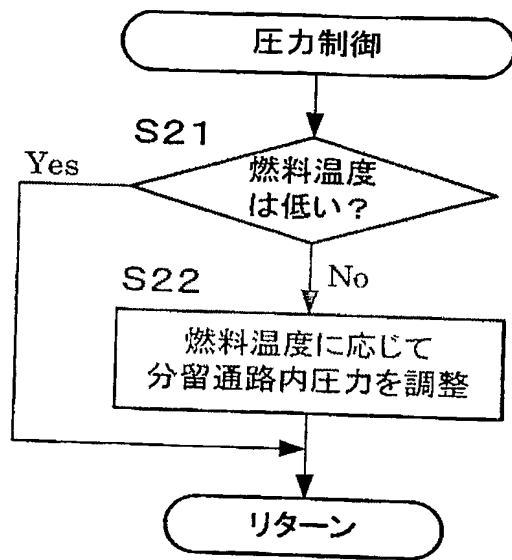 圧力制御
S21
Yes
燃料温度
は低い?
No
S22
燃料温度に応じて
分留通路内圧力を調整
リターン